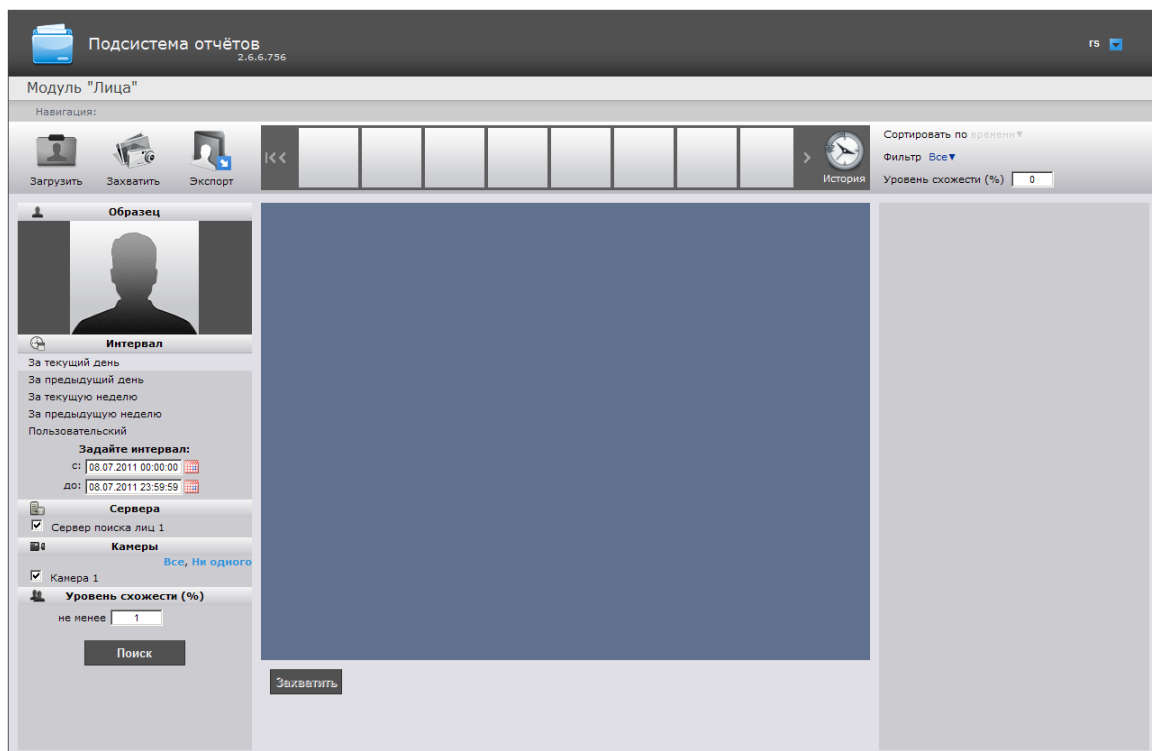 Подсистема отчётов
2.6.6.756
rs
Модуль "Лица"
Навигация:
Загрузить
Захватить
Экспорт
История
Сортировать по времени
Фильтр Все
Уровень схожести (%) 0
Образец
Интервал
За текущий день
За предыдущий день
За текущую неделю
За предыдущую неделю
Пользовательский
Задайте интервал:
с: 08.07.2011 00:00:00
до: 08.07.2011 23:59:59
Сервера
Сервер поиска лиц 1
Камеры
Все, Ни одного
Камера 1
Уровень схожести (%)
не менее 1
Поиск
Захватить